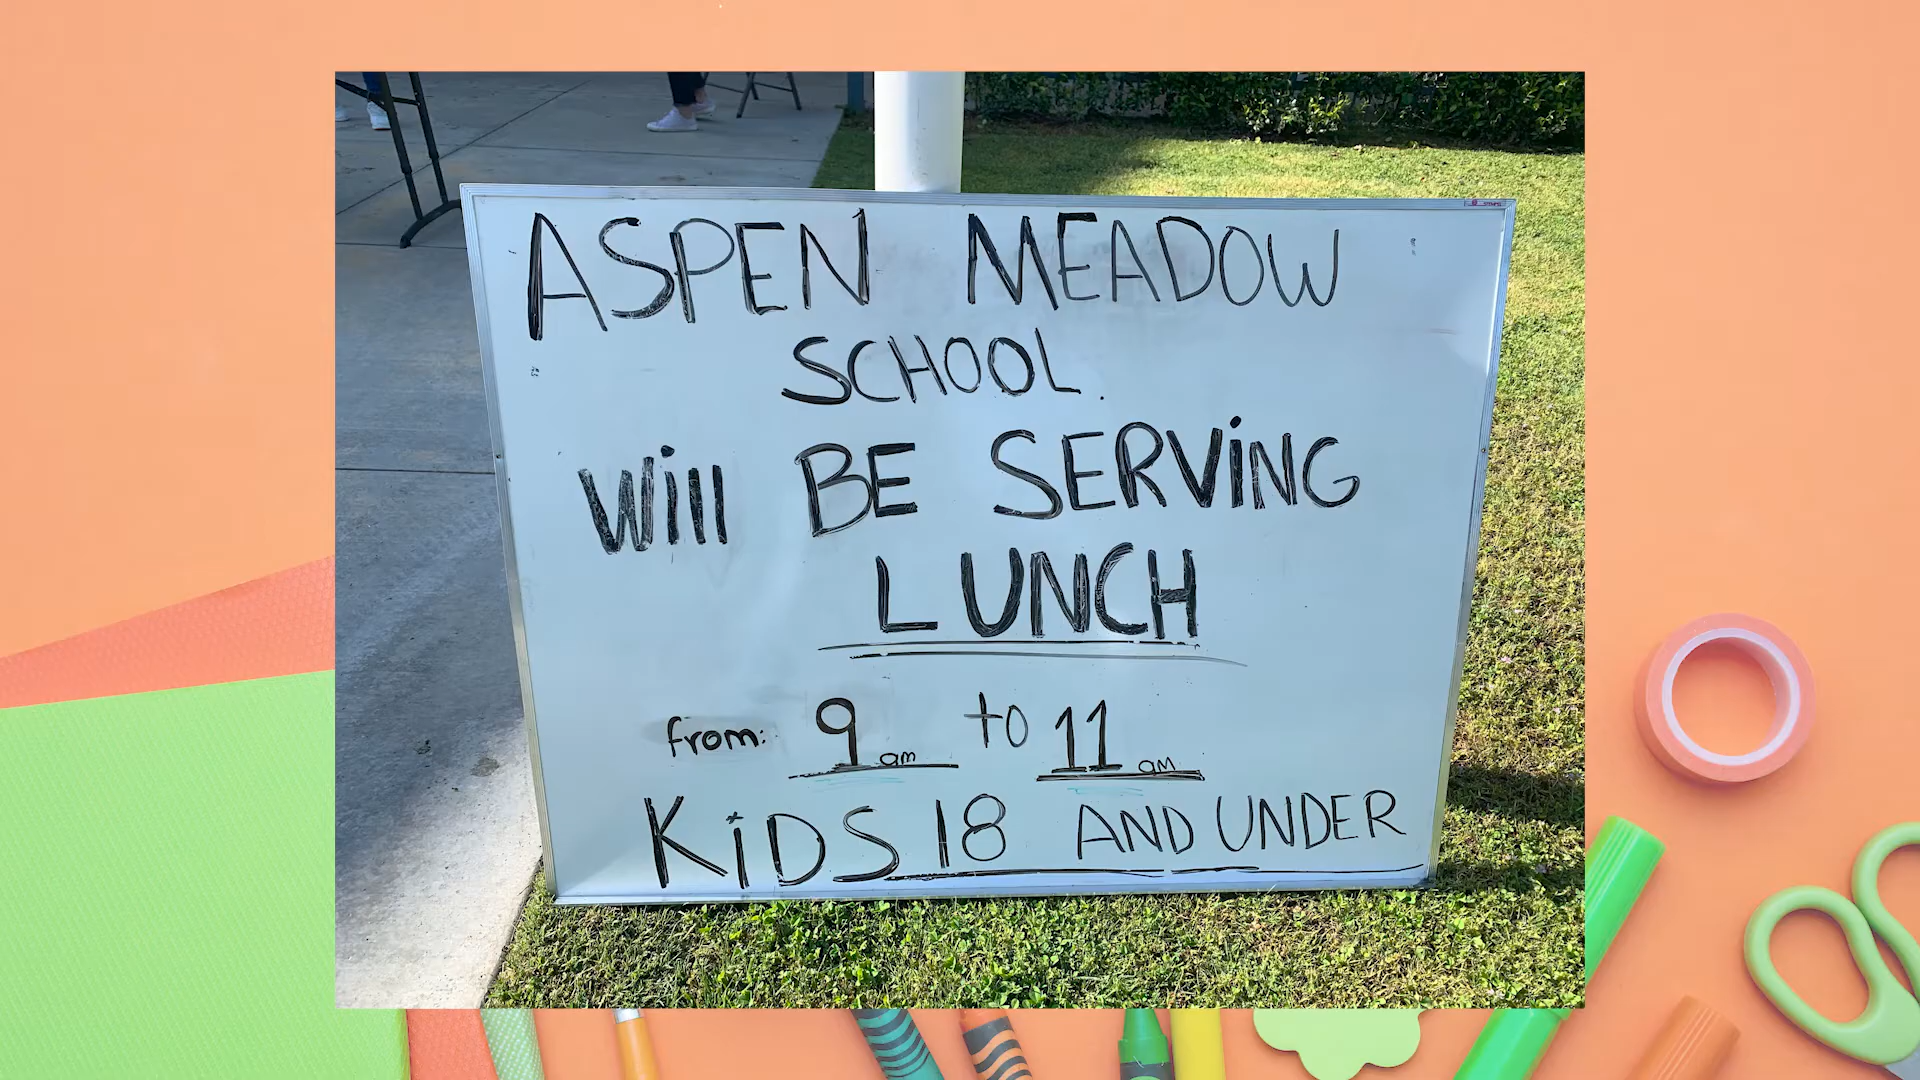 ASPEN MEADOW
SCHOOL.
Will BE SERViNG
LUNCH
from: 9 am to 11 am
KiDS 18 AND UNDER